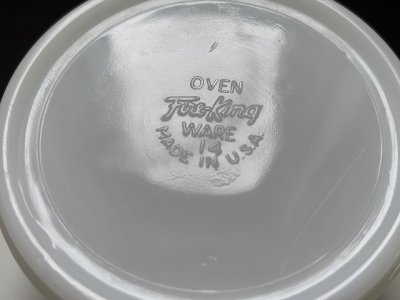 OVEN
Fire-King
WARE
14
MADE IN U.S.A.